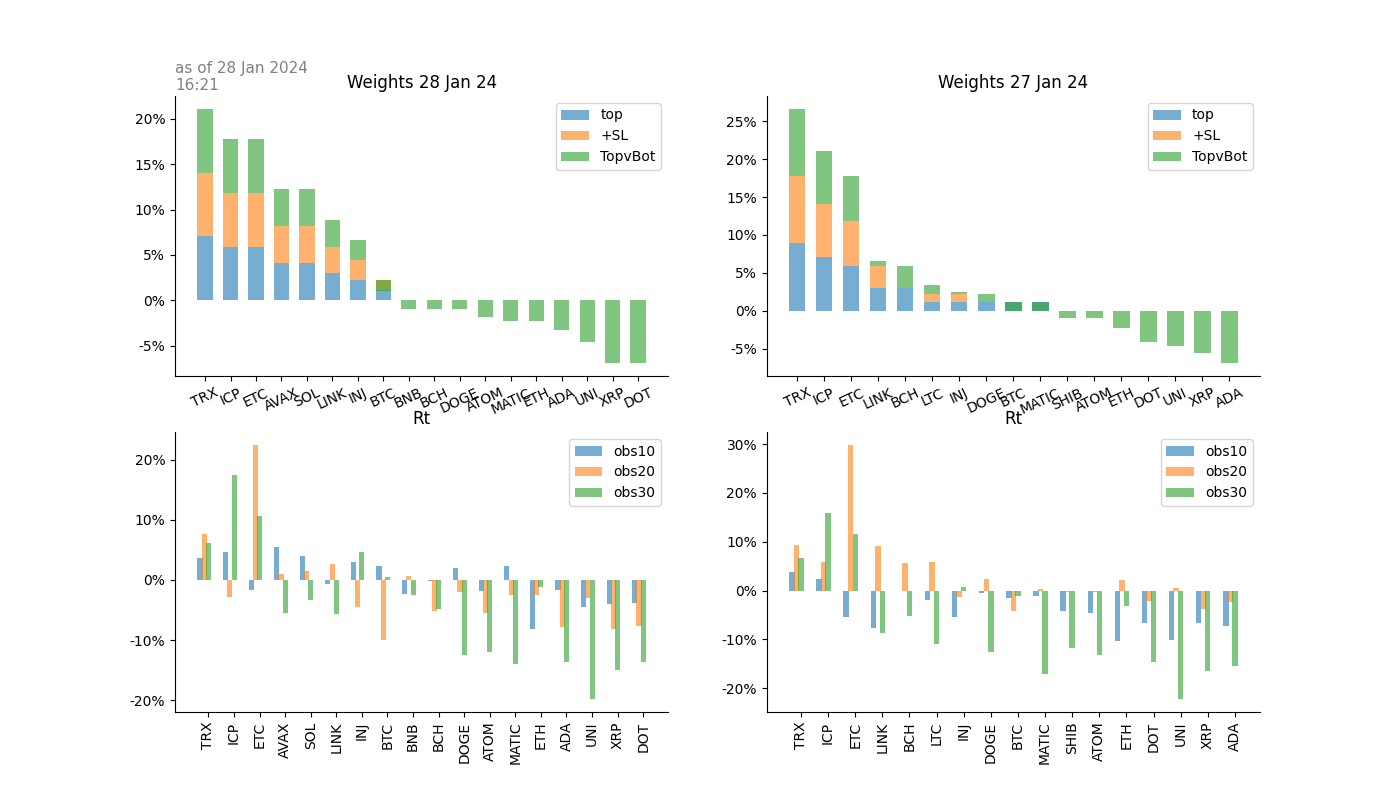 as of 28 Jan 2024
16:21
Weights 28 Jan 24
20%
15%
10%
5%
0%
-5%
top
+SL
TopvBot
TRX ICP ETC AVAX SOL LINK INJ BTC BNB BCH DOGE ATOM MATIC ETH ADA UNI XRP DOT
Weights 27 Jan 24
25%
20%
15%
10%
5%
0%
-5%
top
+SL
TopvBot
TRX ICP ETC LINK BCH LTC INJ DOGE BTC MATIC SHIB ATOM ETH DOT UNI XRP ADA
Rt
20%
10%
0%
-10%
-20%
obs10
obs20
obs30
TRX ICP ETC AVAX SOL LINK INJ BTC BNB BCH DOGE ATOM MATIC ETH ADA UNI XRP DOT
Rt
30%
20%
10%
0%
-10%
-20%
obs10
obs20
obs30
TRX ICP ETC LINK BCH LTC INJ DOGE BTC MATIC SHIB ATOM ETH DOT UNI XRP ADA